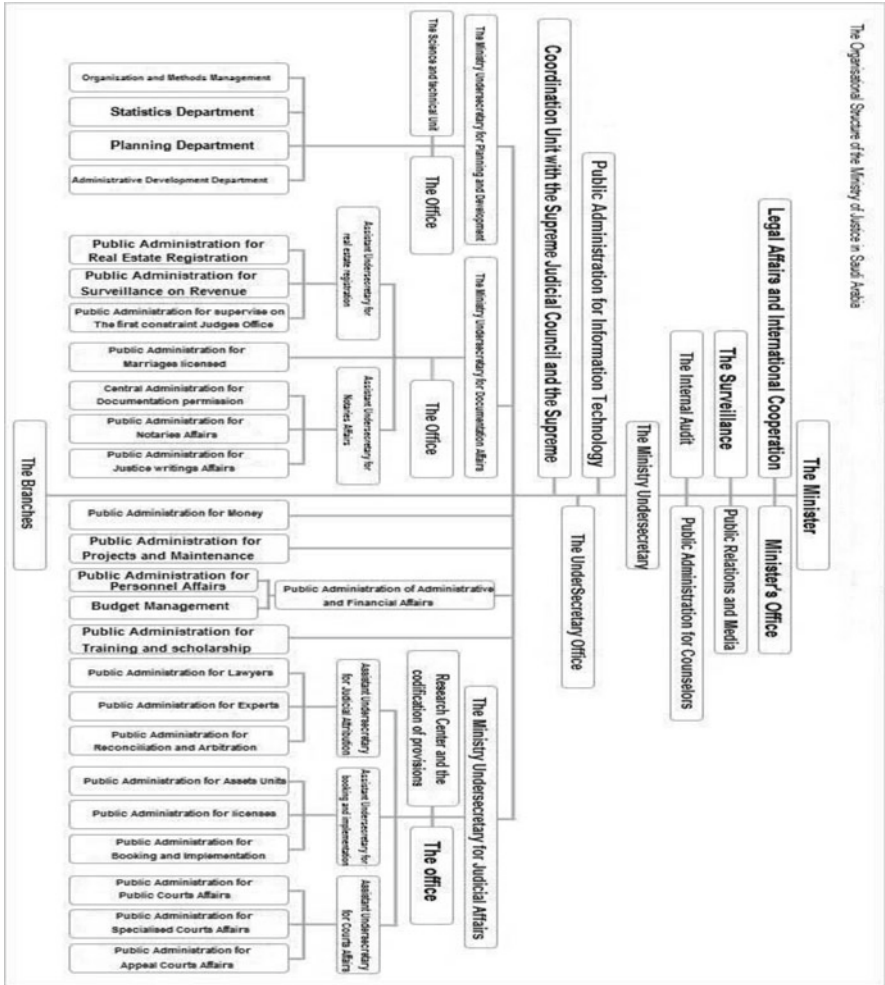 The Organisational Structure of the Ministry of Justice in Saudi Arabia
The Minister
Legal Affairs and International Cooperation
Minister's Office
The Surveillance
Public Relations and Media
The Internal Audit
Public Administration for Counselors
The Ministry Undersecretary
Public Administration for Information Technology
The UnderSecretary Office
Coordination Unit with the Supreme Judicial Council and the Supreme
The Ministry Undersecretary for Planning and Development
The Science and technical Unit
The Office
Organisation and Methods Management
Statistics Department
Planning Department
Administrative Development Department
The Ministry Undersecretary for Documentation Affairs
The Office
Assistant Undersecretary for
real estate registration
Public Administration for
Real Estate Registration
Public Administration for
Surveillance on Revenue
Public Administration for supervise on
The first constraint Judges Office
Public Administration for
Marriages licensed
Assistant Undersecretary for
Notaries Affairs
Central Administration for
Documentation permission
Public Administration for
Notaries Affairs
Public Administration for
Justice writings Affairs
The Branches
Public Administration for Money
Public Administration for
Projects and Maintenance
Public Administration of Administrative
and Financial Affairs
Public Administration for
Personnel Affairs
Budget Management
Public Administration for
Training and scholarship
The Ministry Undersecretary for Judicial Affairs
Research Center and the
codification of provisions
The office
Assistant Undersecretary
for Judicial Attribution
Public Administration for Lawyers
Public Administration for Experts
Public Administration for
Reconciliation and Arbitration
Assistant Undersecretary for
booking and implementation
Public Administration for Assets Units
Public Administration for licenses
Public Administration for
Booking and Implementation
Assistant Undersecretary
for Courts Affairs
Public Administration for
Public Courts Affairs
Public Administration for
Specialised Courts Affairs
Public Administration for
Appeal Courts Affairs